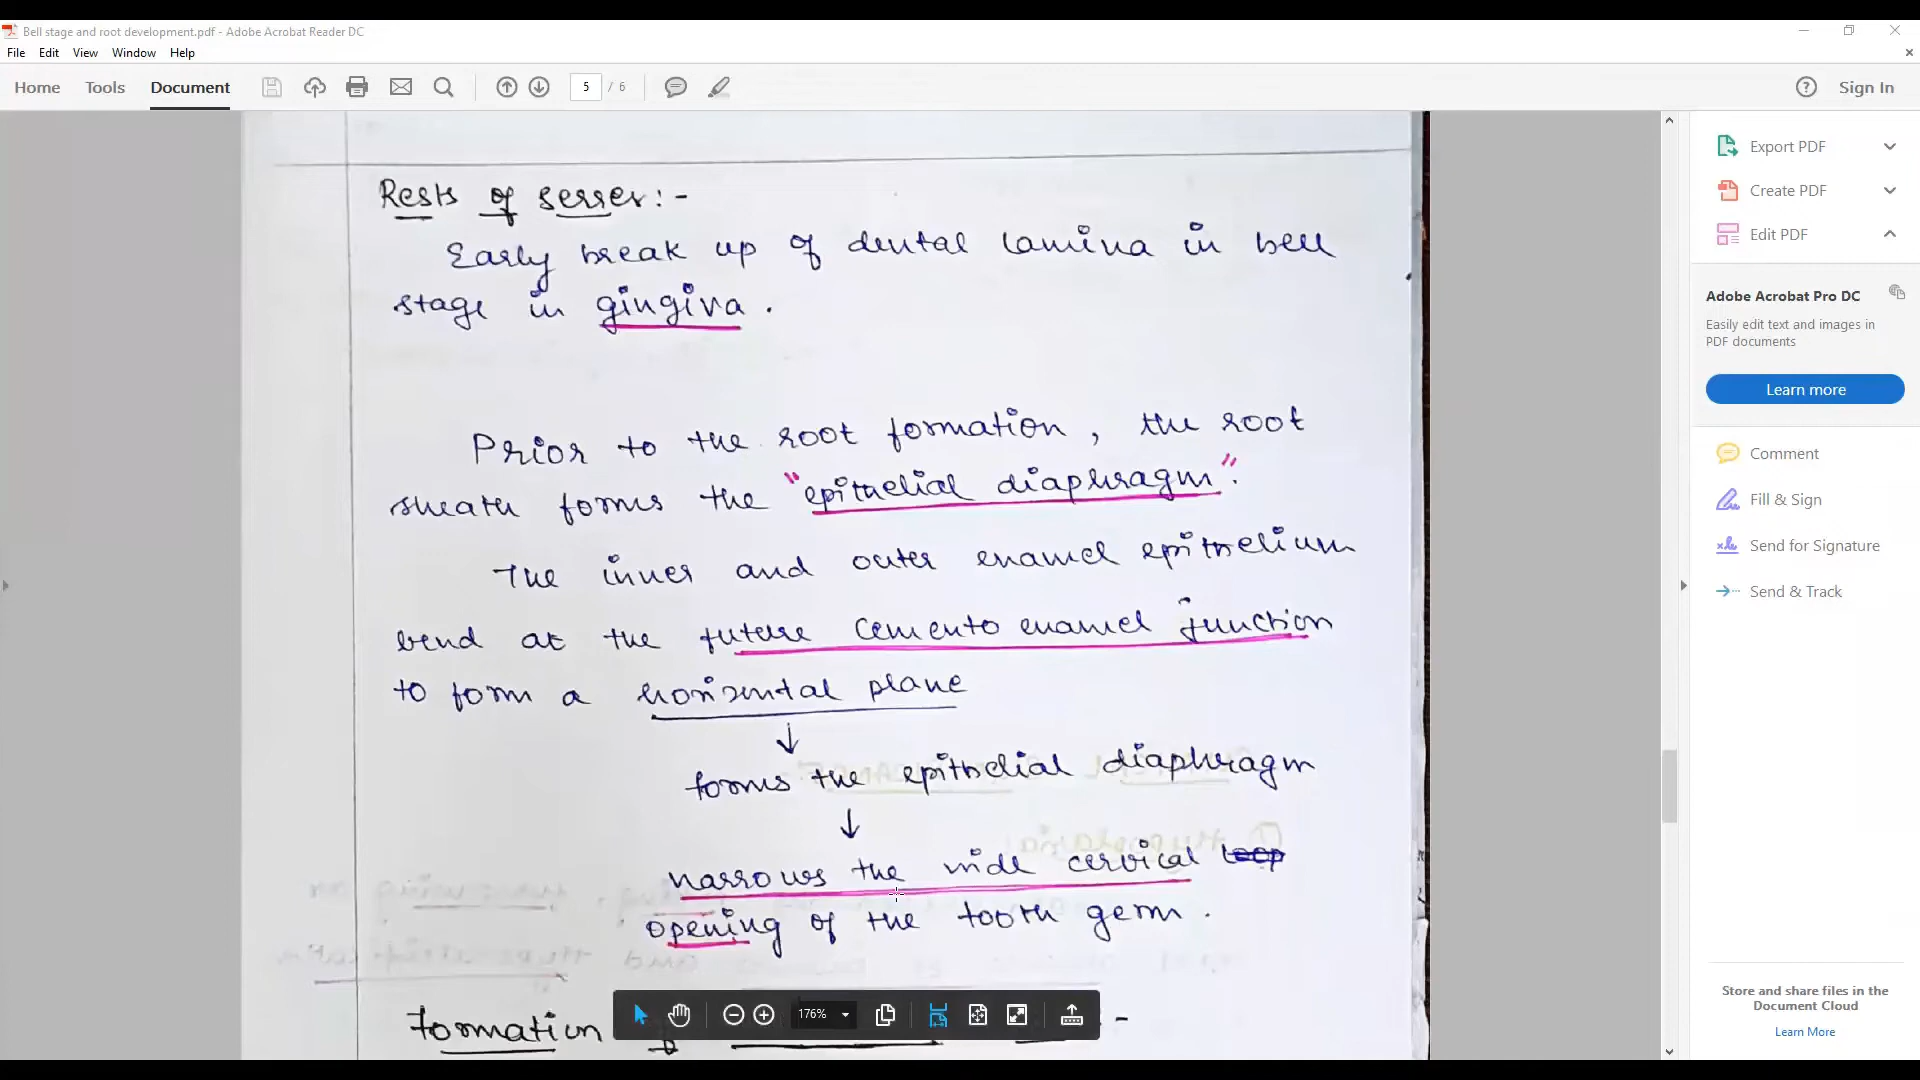 Bell stage and root development.pdf - Adobe Acrobat Reader DC
File Edit View Window Help
Home Tools Document 5 / 6 Sign In
Rests of serrer:-
Early break up of dental lamina in bell
stage in gingiva.
Prior to the root formation, the root
sheath forms the "epithelial diaphragm".
The inner and outer enamel epithelium
bend at the future cemento enamel junction
to form a horizontal plane
↓
forms the epithelial diaphragm
↓
narrows the wide cervical loop
opening of the tooth germ.
formation
176%
Export PDF
Create PDF
Edit PDF
Adobe Acrobat Pro DC
Easily edit text and images in
PDF documents
Learn more
Comment
Fill & Sign
Send for Signature
Send & Track
Store and share files in the
Document Cloud
Learn More